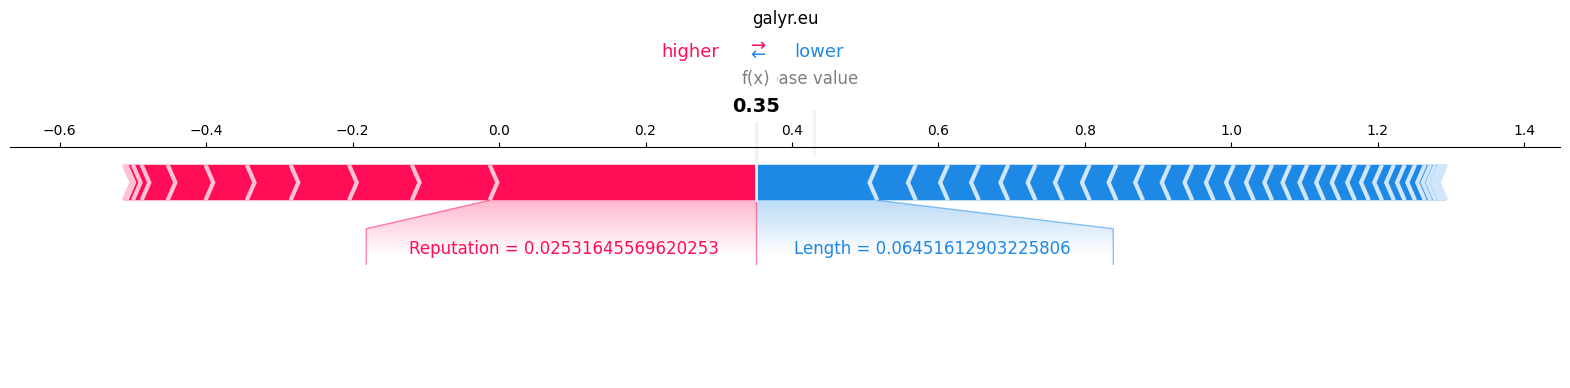 galyr.eu
higher ⇄ lower
f(x) ase value
0.35
−0.6 −0.4 −0.2 0.0 0.2 0.4 0.6 0.8 1.0 1.2 1.4
Reputation = 0.02531645569620253 Length = 0.06451612903225806